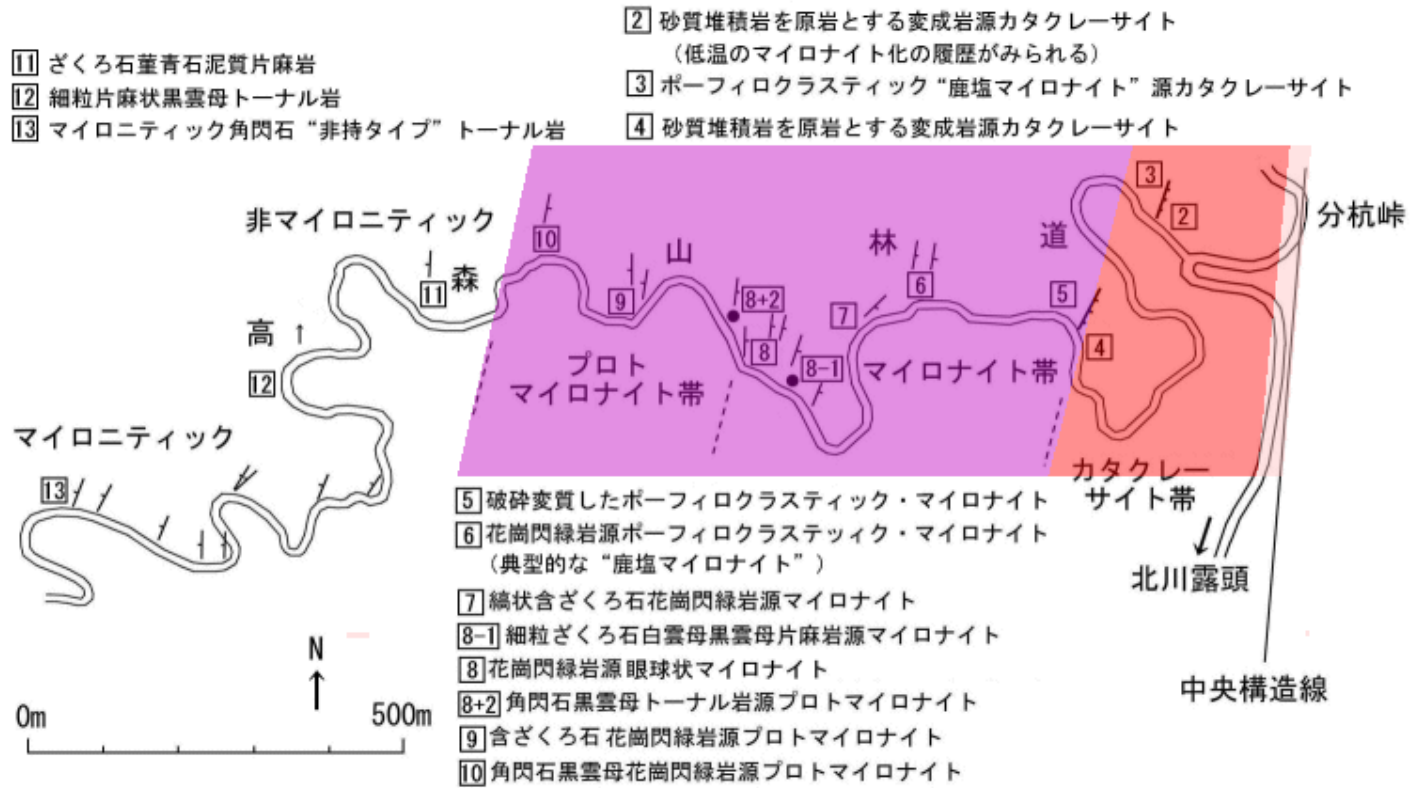 2 砂質堆積岩を原岩とする変成岩源カタクレーサイト
（低温のマイロナイト化の履歴がみられる）
3 ポーフィロクラスティック“鹿塩マイロナイト”源カタクレーサイト
4 砂質堆積岩を原岩とする変成岩源カタクレーサイト
11 ざくろ石菫青石泥質片麻岩
12 細粒片麻状黒雲母トーナル岩
13 マイロニティック角閃石“非持タイプ”トーナル岩
3
2
分杭峠
非マイロニティック
10
山
林
道
森
11
9
8+2
6
5
高 ↑
7
8
8-1
4
12
プロト
マイロナイト帯
マイロナイト帯
マイロニティック
13
カタクレー
サイト帯
北川露頭
中央構造線
5 破砕変質したポーフィロクラスティック・マイロナイト
6 花崗閃緑岩源ポーフィロクラステッィク・マイロナイト
（典型的な“鹿塩マイロナイト”）
7 縞状含ざくろ石花崗閃緑岩源マイロナイト
8-1 細粒ざくろ石白雲母黒雲母片麻岩源マイロナイト
8 花崗閃緑岩源眼球状マイロナイト
8+2 角閃石黒雲母トーナル岩源プロトマイロナイト
9 含ざくろ石花崗閃緑岩源プロトマイロナイト
10 角閃石黒雲母花崗閃緑岩源プロトマイロナイト
N
0m 500m